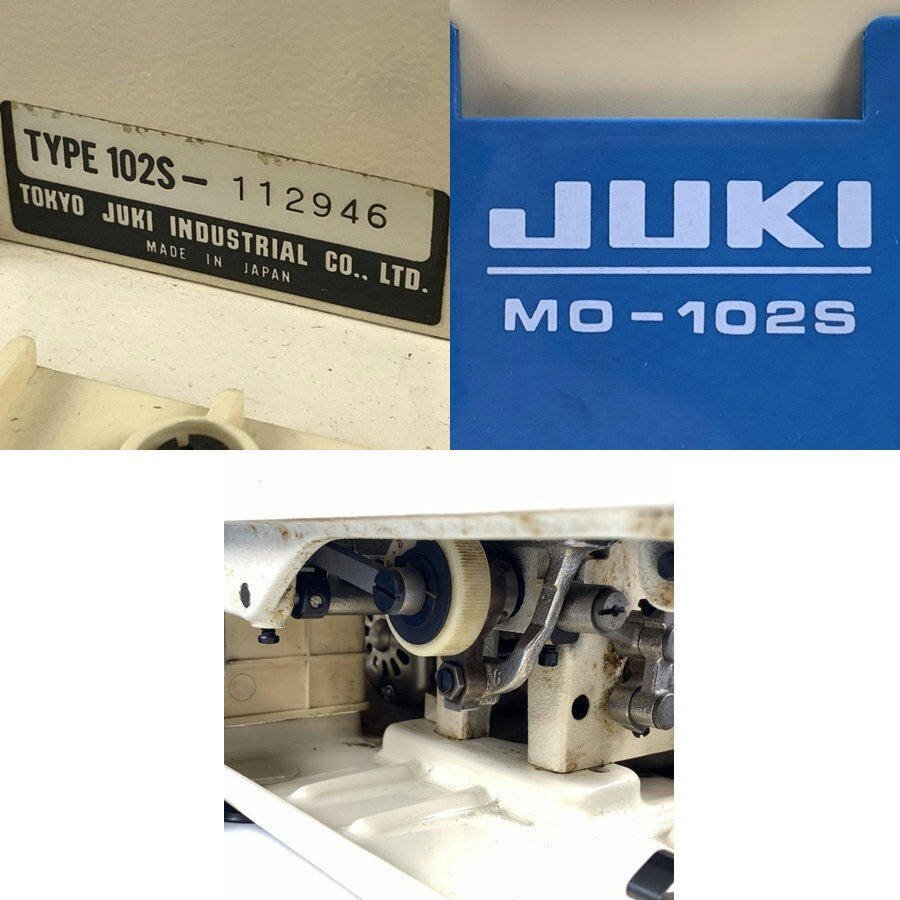 TYPE 102S- 112946
TOKYO JUKI INDUSTRIAL CO., LTD.
MADE IN JAPAN
JUKI
MO-102S